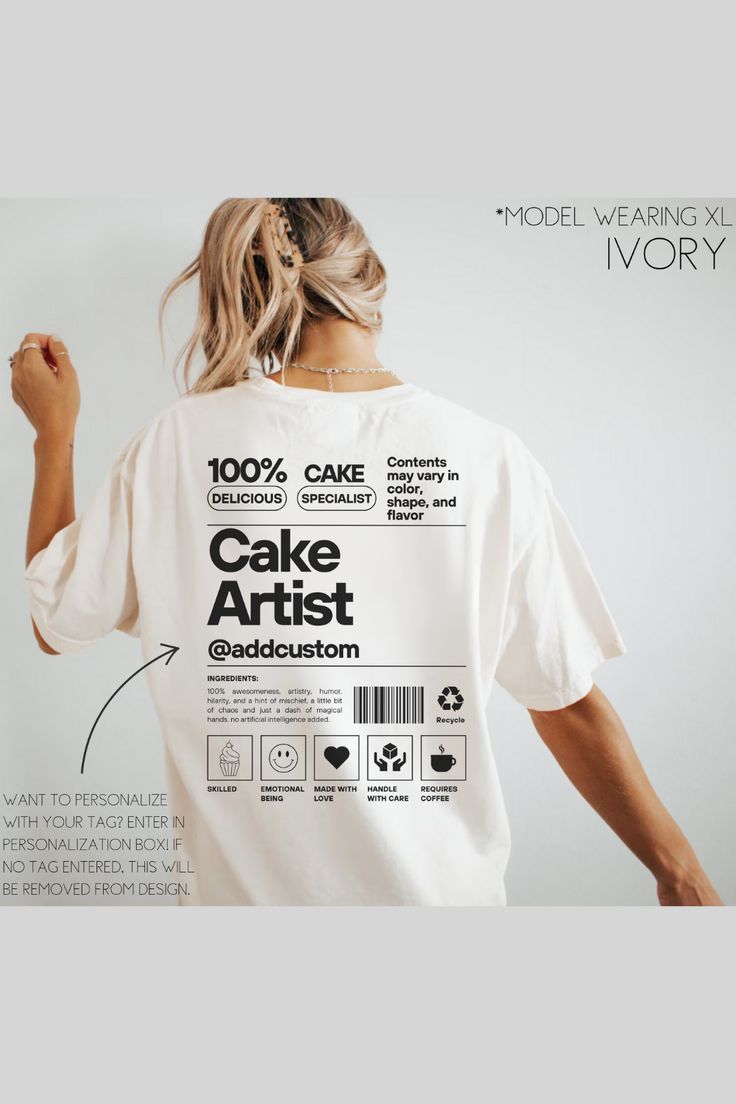 *MODEL WEARING XL
IVORY
100%
DELICIOUS
CAKE
SPECIALIST
Contents
may vary in
color,
shape, and
flavor
Cake
Artist
@addcustom
INGREDIENTS:
100% awesomeness, artistry, humor,
hilarity, and a hint of mischief, a little bit
of chaos and just a dash of magical
hands. no artificial intelligence added.
Recycle
SKILLED
EMOTIONAL
BEING
MADE WITH
LOVE
HANDLE
WITH CARE
REQUIRES
COFFEE
WANT TO PERSONALIZE
WITH YOUR TAG? ENTER IN
PERSONALIZATION BOX! IF
NO TAG ENTERED, THIS WILL
BE REMOVED FROM DESIGN.